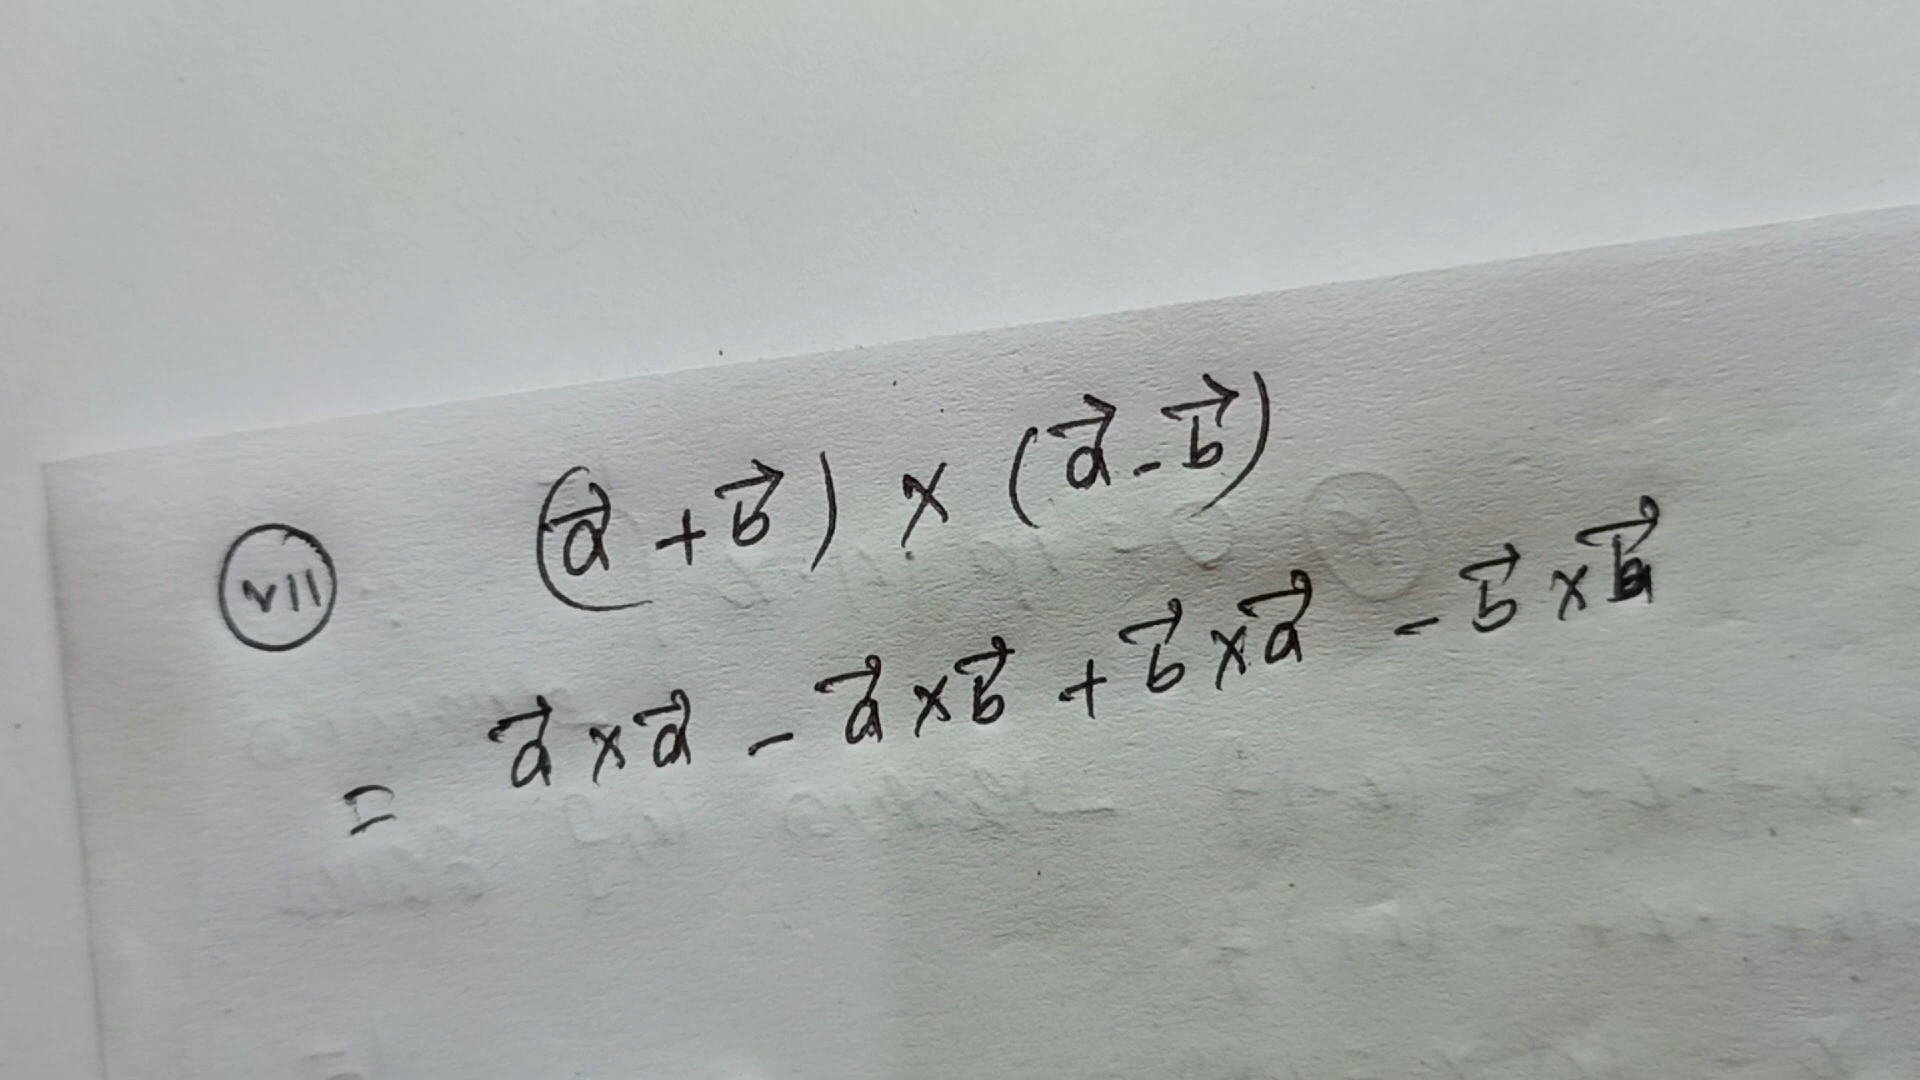 (vii) (a⃗ + b⃗) × (a⃗ - b⃗)
= a⃗ × a⃗ - a⃗ × b⃗ + b⃗ × a⃗ - b⃗ × b⃗